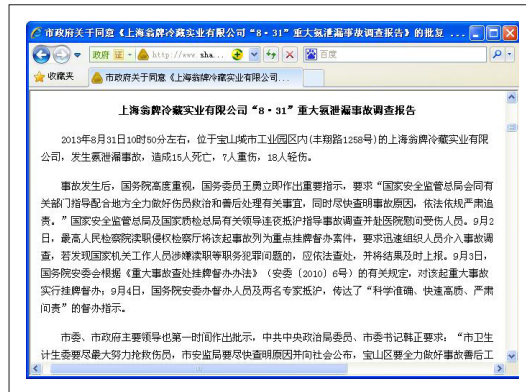 市政府关于同意《上海翁牌冷藏实业有限公司“8·31”重大氨泄漏事故调查报告》的批复 ...
政府 证 http://www.sha... 百度
收藏夹 市政府关于同意《上海翁牌冷藏实业有限公司...
上海翁牌冷藏实业有限公司“8·31”重大氨泄漏事故调查报告
2013年8月31日10时50分左右，位于宝山城市工业园区内(丰翔路1258号)的上海翁牌冷藏实业有限
公司，发生氨泄漏事故，造成15人死亡，7人重伤，18人轻伤。
事故发生后，国务院高度重视，国务委员王勇立即作出重要指示，要求“国家安全监管总局会同有
关部门指导配合地方全力做好伤员救治和善后处理有关事宜，同时尽快查明事故原因，依法依规严肃追
责。”国家安全监管总局及国家质检总局有关领导连夜抵沪指导事故调查并赴医院慰问受伤人员。9月2
日，最高人民检察院渎职侵权检察厅将该起事故列为重点挂牌督办案件，要求迅速组织人员介入事故调
查，若发现国家机关工作人员涉嫌渎职等职务犯罪问题的，应依法查处，并将结果及时上报。9月3日，
国务院安委会根据《重大事故查处挂牌督办办法》（安委〔2010〕6号）的有关规定，对该起重大事故
实行挂牌督办；9月4日，国务院安委办督办人员及两名专家抵沪，传达了“科学准确、快速高质、严肃
问责”的督办指示。
市委、市政府主要领导也第一时间作出批示，中共中央政治局委员、市委书记韩正要求：“市卫生
计生委要尽最大努力抢救伤员，市安监局要尽快查明原因并向社会公布，宝山区要全力做好事故善后工